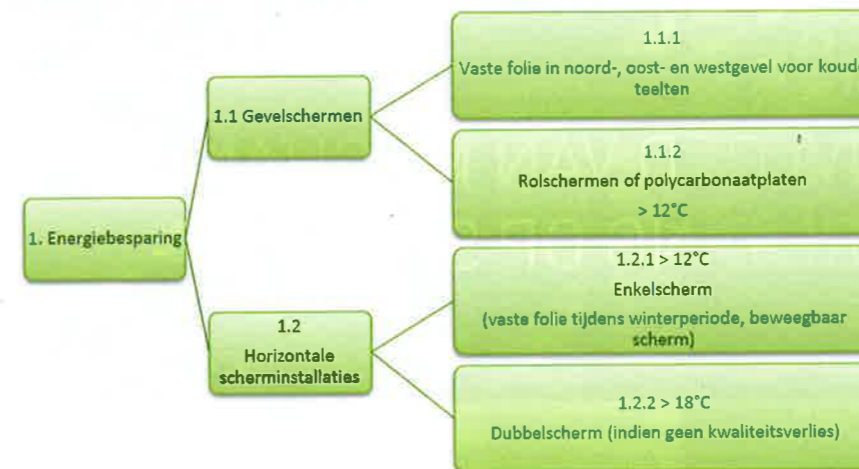 1. Energiebesparing
1.1 Gevelschermen
1.1.1
Vaste folie in noord-, oost- en westgevel voor koude
teelten
1.1.2
Rolschermen of polycarbonaatplaten
> 12°C
1.2
Horizontale
scherminstallaties
1.2.1 > 12°C
Enkelscherm
(vaste folie tijdens winterperiode, beweegbaar
scherm)
1.2.2 > 18°C
Dubbelscherm (indien geen kwaliteitsverlies)